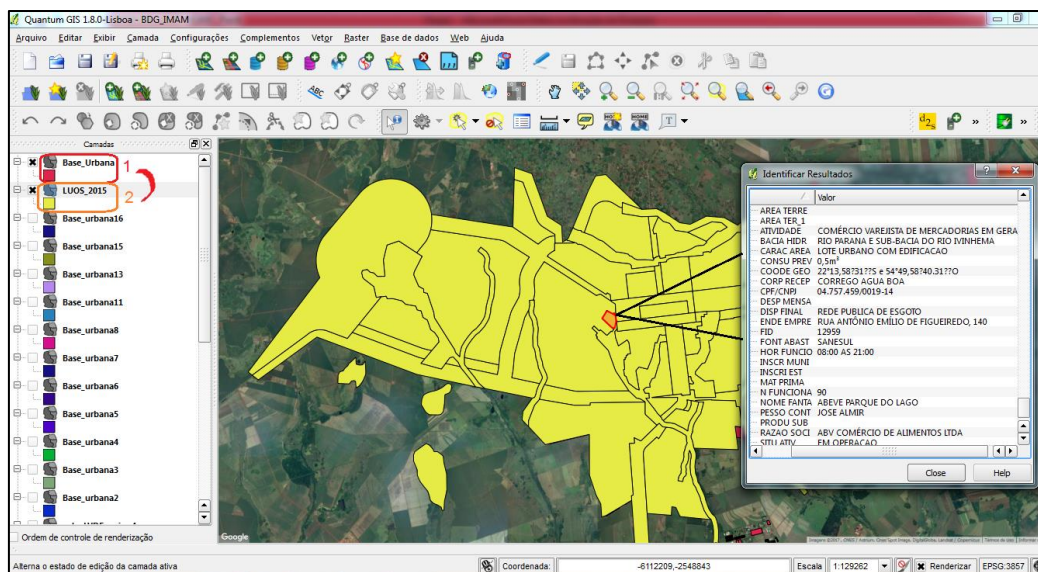 Quantum GIS 1.8.0-Lisboa - BDG_IMAM
Arquivo Editar Exibir Camada Configurações Complementos Vetor Raster Base de dados Web Ajuda
Camadas
Base_Urbana 1
LUOS_2015 2
Base_urbana16
Base_urbana15
Base_urbana13
Base_urbana11
Base_urbana8
Base_urbana7
Base_urbana6
Base_urbana5
Base_urbana4
Base_urbana3
Base_urbana2
Ordem de controle de renderização
Google
Identificar Resultados
Valor
AREA TERRE
AREA TER_1
ATIVIDADE COMÉRCIO VAREJISTA DE MERCADORIAS EM GERA
BACIA HIDR RIO PARANA E SUB-BACIA DO RIO IVINHEMA
CARAC AREA LOTE URBANO COM EDIFICACAO
CONSU PREV 0,5m³
COODE GEO 22°13,58?31??S e 54°49,58?40.31??O
CORP RECEP CORREGO AGUA BOA
CPF/CNPJ 04.757.459/0019-14
DESP MENSA
DISP FINAL REDE PUBLICA DE ESGOTO
ENDE EMPRE RUA ANTÔNIO EMÍLIO DE FIGUEIREDO, 140
FID 12959
FONT ABAST SANESUL
HOR FUNCIO 08:00 AS 21:00
INSCR MUNI
INSCRI EST
MAT PRIMA
N FUNCIONA 90
NOME FANTA ABEVE PARQUE DO LAGO
PESSO CONT JOSE ALMIR
PRODU SUB
RAZAO SOCI ABV COMÉRCIO DE ALIMENTOS LTDA
SITU ATIV EM OPERACAO
Close Help
Alterna o estado de edição da camada ativa
Coordenada: -6112209,-2548843 Escala 1:129262 Renderizar EPSG:3857